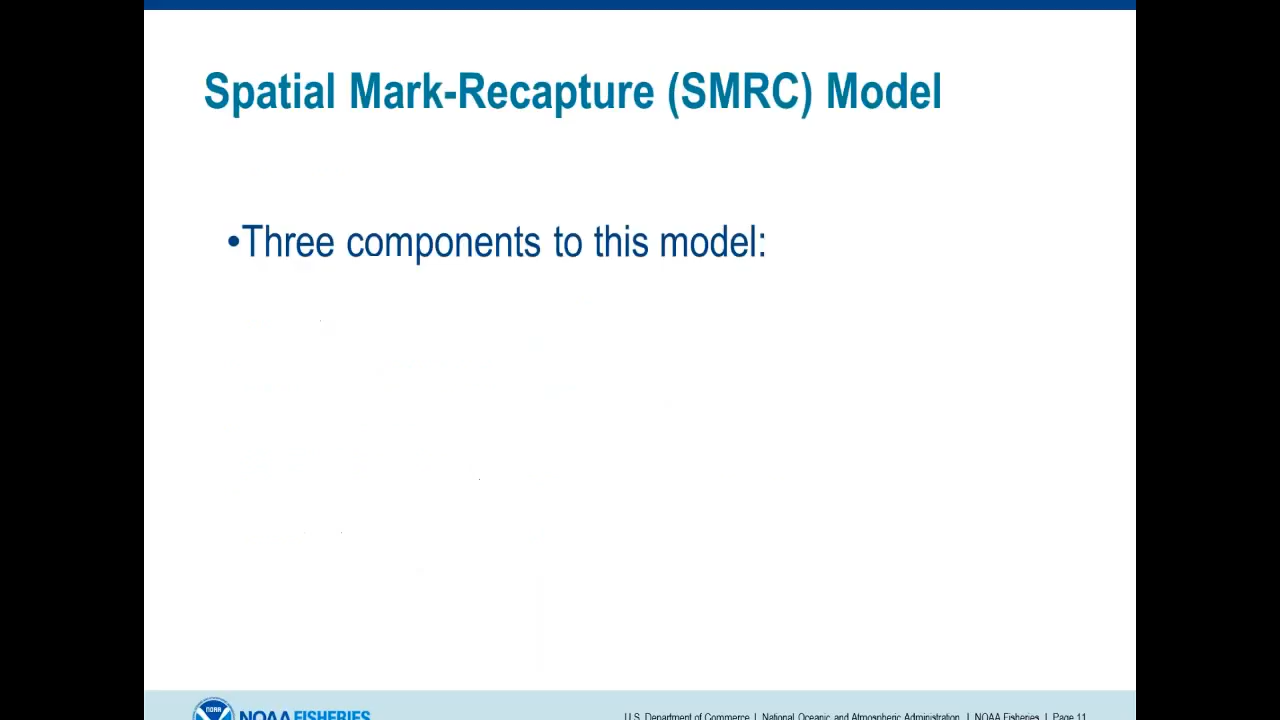 Spatial Mark-Recapture (SMRC) Model
•Three components to this model:
NOAA
NOAA FISHERIES
U.S. Department of Commerce | National Oceanic and Atmospheric Administration | NOAA Fisheries | Page 11